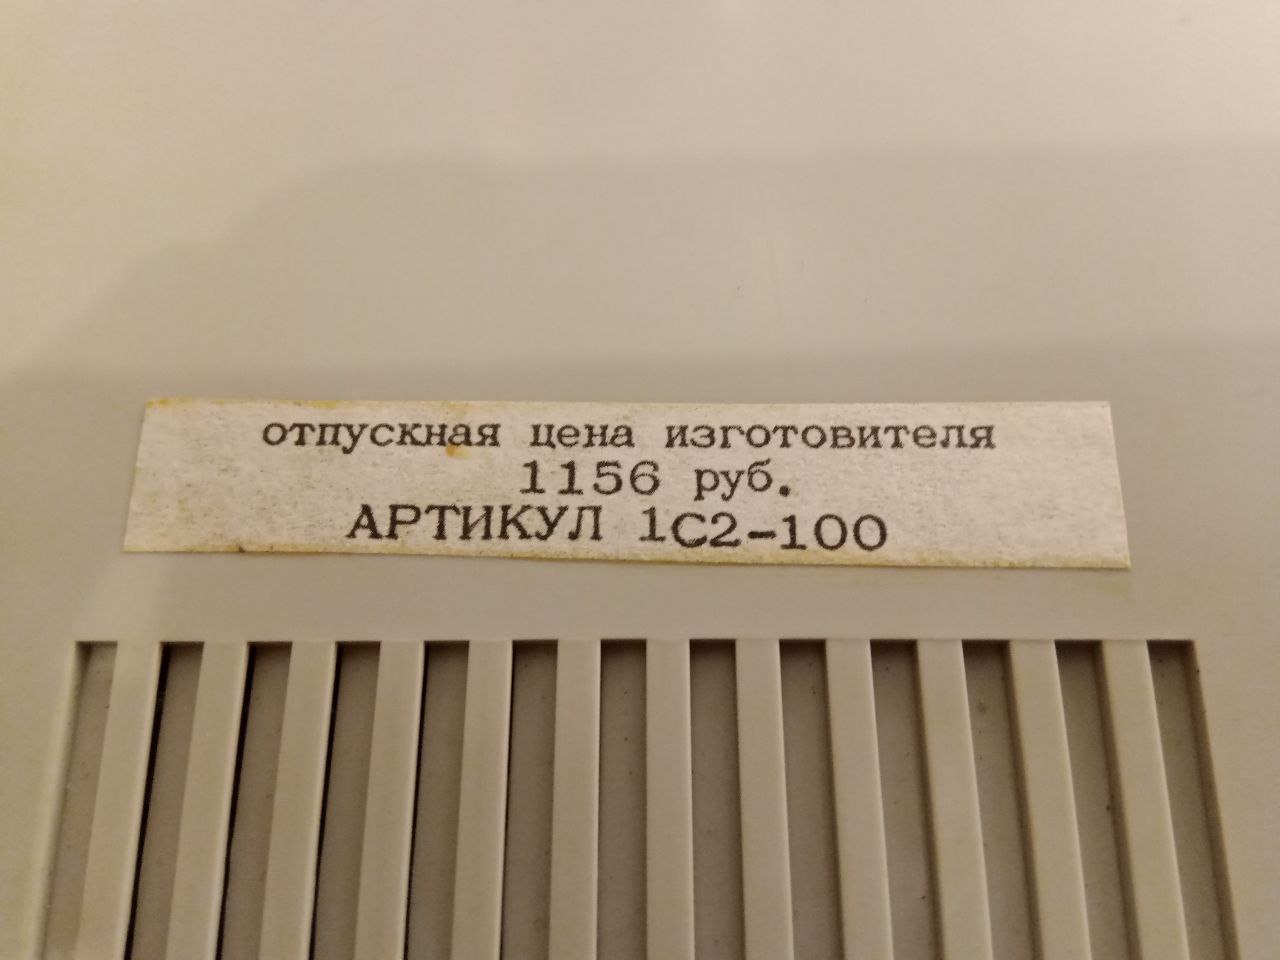 отпускная цена изготовителя
1156 руб.
АРТИКУЛ 1С2-100